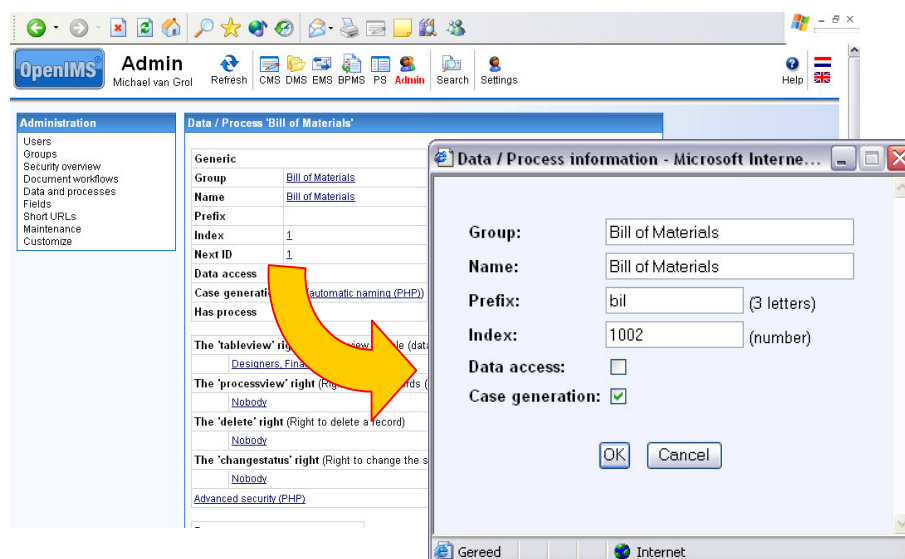 OpenIMS
Admin
Michael van Grol
Refresh
CMS DMS EMS BPMS PS Admin
Search
Settings
Help
Administration
Users
Groups
Security overview
Document workflows
Data and processes
Fields
Short URLs
Maintenance
Customize
Data / Process 'Bill of Materials'
Generic
Group Bill of Materials
Name Bill of Materials
Prefix
Index 1
Next ID 1
Data access
Case (automatic naming (PHP))
Has process
The 'tableview'
Designers,
The 'processview' right
Nobody
The 'delete' right (Right to delete a record)
Nobody
The 'changestatus' right (Right to change the s
Nobody
Advanced security (PHP)
Data / Process information - Microsoft Interne...
Group: Bill of Materials
Name: Bill of Materials
Prefix: bil (3 letters)
Index: 1002 (number)
Data access:
Case generation:
OK Cancel
Gereed Internet